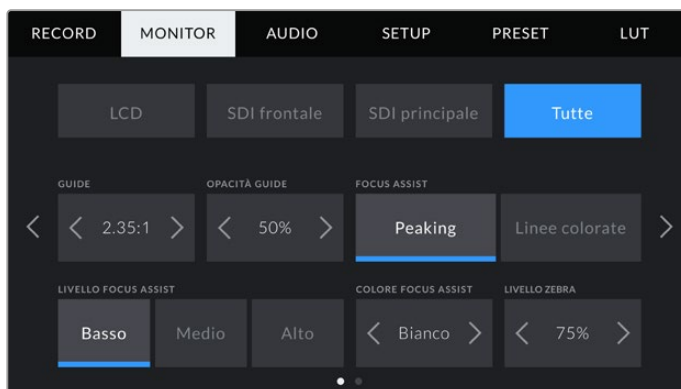 RECORD MONITOR AUDIO SETUP PRESET LUT
LCD SDI frontale SDI principale Tutte
GUIDE OPACITÀ GUIDE FOCUS ASSIST
2.35:1 50% Peaking Linee colorate
LIVELLO FOCUS ASSIST COLORE FOCUS ASSIST LIVELLO ZEBRA
Basso Medio Alto Bianco 75%